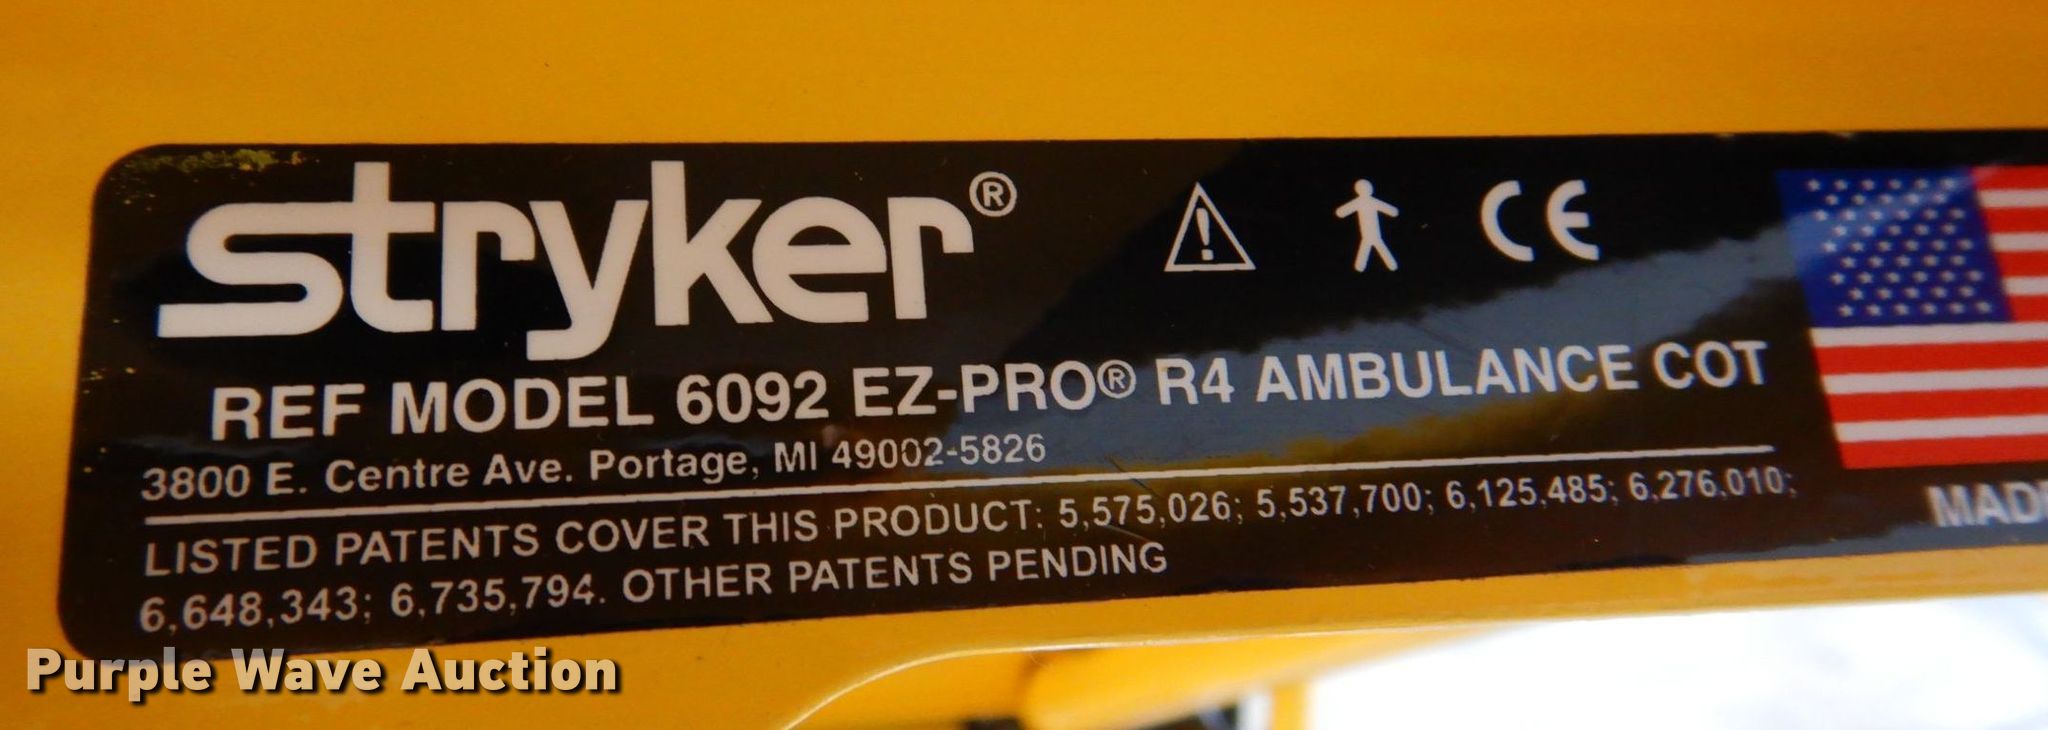 stryker®
CE
REF MODEL 6092 EZ-PRO® R4 AMBULANCE COT
3800 E. Centre Ave. Portage, MI 49002-5826
LISTED PATENTS COVER THIS PRODUCT: 5,575,026; 5,537,700; 6,125,485; 6,276,010;
6,648,343; 6,735,794. OTHER PATENTS PENDING
Purple Wave Auction